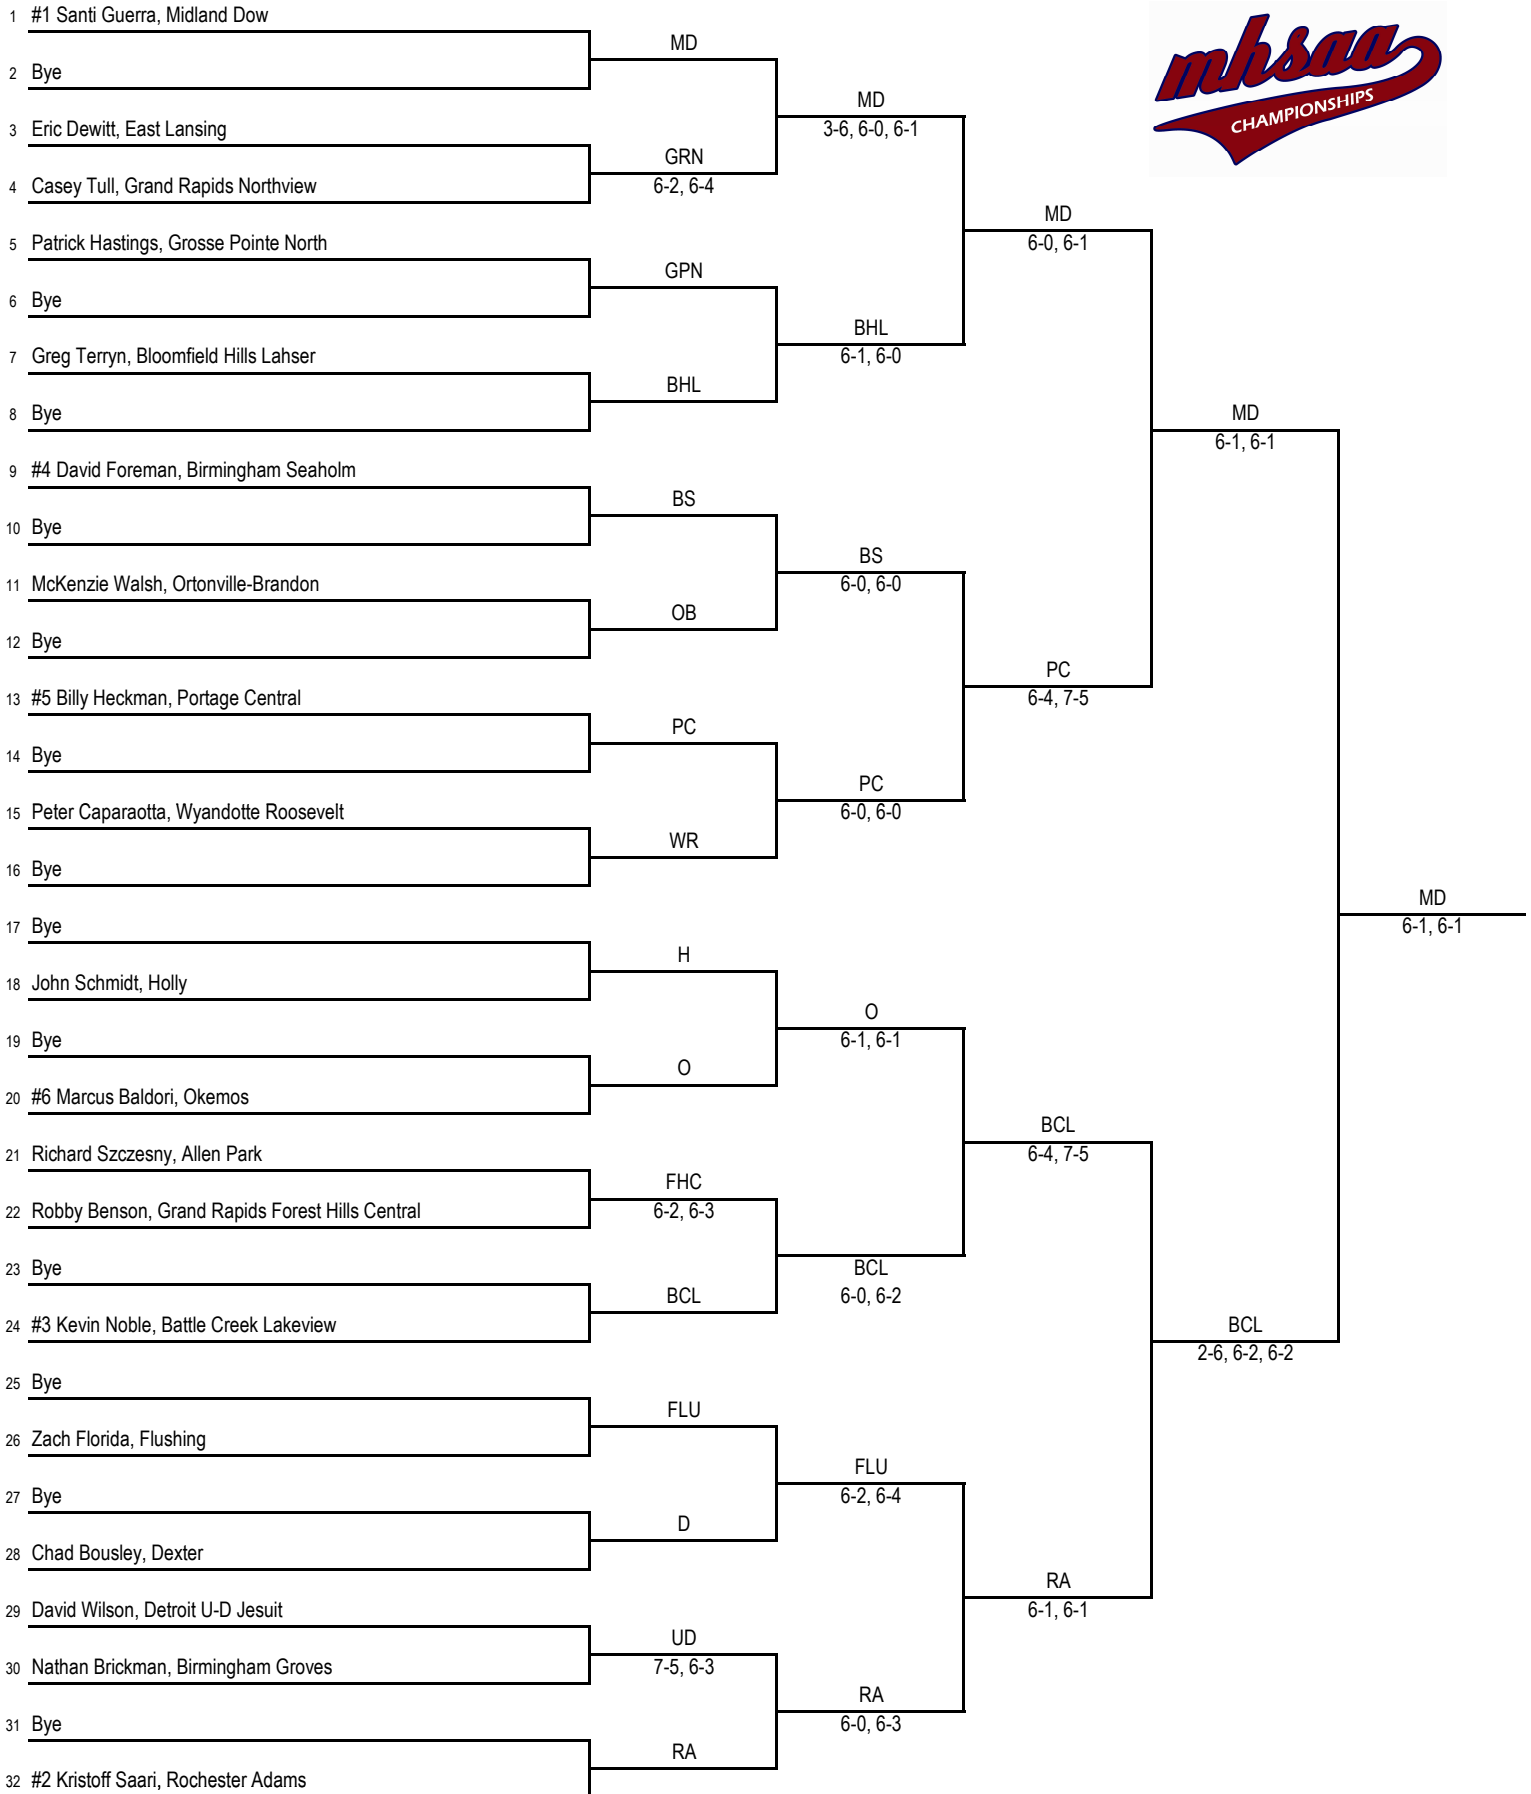 1 #1 Santi Guerra, Midland Dow
MD
2 Bye
mhsaa
CHAMPIONSHIPS
MD
3-6, 6-0, 6-1
3 Eric Dewitt, East Lansing
GRN
6-2, 6-4
4 Casey Tull, Grand Rapids Northview
MD
6-0, 6-1
5 Patrick Hastings, Grosse Pointe North
GPN
6 Bye
BHL
6-1, 6-0
7 Greg Terryn, Bloomfield Hills Lahser
BHL
8 Bye
MD
6-1, 6-1
9 #4 David Foreman, Birmingham Seaholm
BS
10 Bye
BS
6-0, 6-0
11 McKenzie Walsh, Ortonville-Brandon
OB
12 Bye
PC
6-4, 7-5
13 #5 Billy Heckman, Portage Central
PC
14 Bye
PC
6-0, 6-0
15 Peter Caparaotta, Wyandotte Roosevelt
WR
16 Bye
MD
6-1, 6-1
17 Bye
H
18 John Schmidt, Holly
O
6-1, 6-1
19 Bye
O
20 #6 Marcus Baldori, Okemos
BCL
6-4, 7-5
21 Richard Szczesny, Allen Park
FHC
6-2, 6-3
22 Robby Benson, Grand Rapids Forest Hills Central
BCL
6-0, 6-2
23 Bye
BCL
24 #3 Kevin Noble, Battle Creek Lakeview
BCL
2-6, 6-2, 6-2
25 Bye
FLU
26 Zach Florida, Flushing
FLU
6-2, 6-4
27 Bye
D
28 Chad Bousley, Dexter
RA
6-1, 6-1
29 David Wilson, Detroit U-D Jesuit
UD
7-5, 6-3
30 Nathan Brickman, Birmingham Groves
RA
6-0, 6-3
31 Bye
RA
32 #2 Kristoff Saari, Rochester Adams